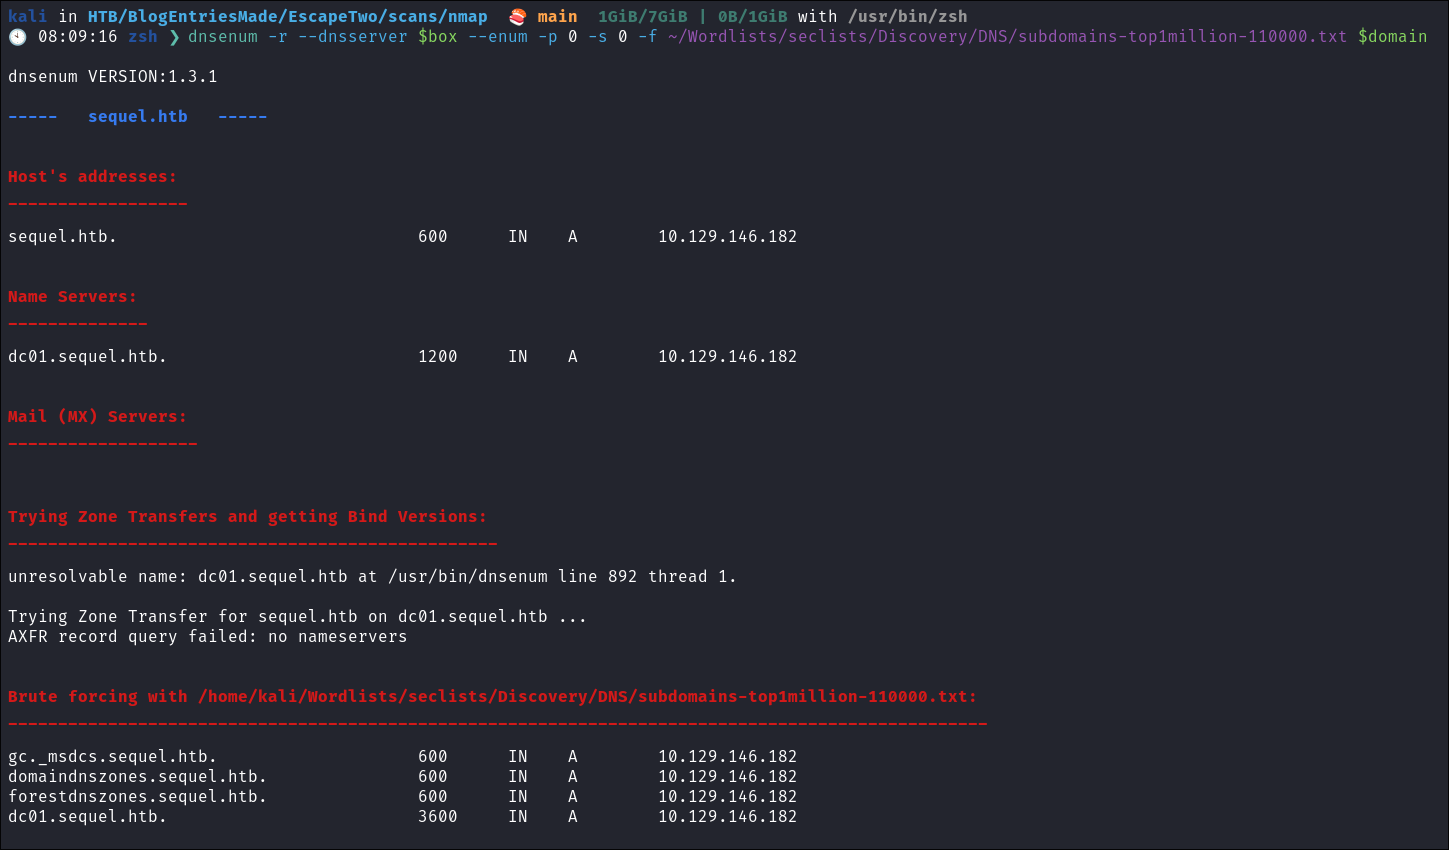 kali in HTB/BlogEntriesMade/EscapeTwo/scans/nmap 🍣 main 1GiB/7GiB | 0B/1GiB with /usr/bin/zsh
🕙 08:09:16 zsh ❯ dnsenum -r --dnsserver $box --enum -p 0 -s 0 -f ~/Wordlists/seclists/Discovery/DNS/subdomains-top1million-110000.txt $domain
dnsenum VERSION:1.3.1
----- sequel.htb -----
Host's addresses:
__________________
sequel.htb. 600 IN A 10.129.146.182
Name Servers:
______________
dc01.sequel.htb. 1200 IN A 10.129.146.182
Mail (MX) Servers:
___________________
Trying Zone Transfers and getting Bind Versions:
_________________________________________________
unresolvable name: dc01.sequel.htb at /usr/bin/dnsenum line 892 thread 1.
Trying Zone Transfer for sequel.htb on dc01.sequel.htb ...
AXFR record query failed: no nameservers
Brute forcing with /home/kali/Wordlists/seclists/Discovery/DNS/subdomains-top1million-110000.txt:
__________________________________________________________________________________________________
gc._msdcs.sequel.htb. 600 IN A 10.129.146.182
domaindnszones.sequel.htb. 600 IN A 10.129.146.182
forestdnszones.sequel.htb. 600 IN A 10.129.146.182
dc01.sequel.htb. 3600 IN A 10.129.146.182